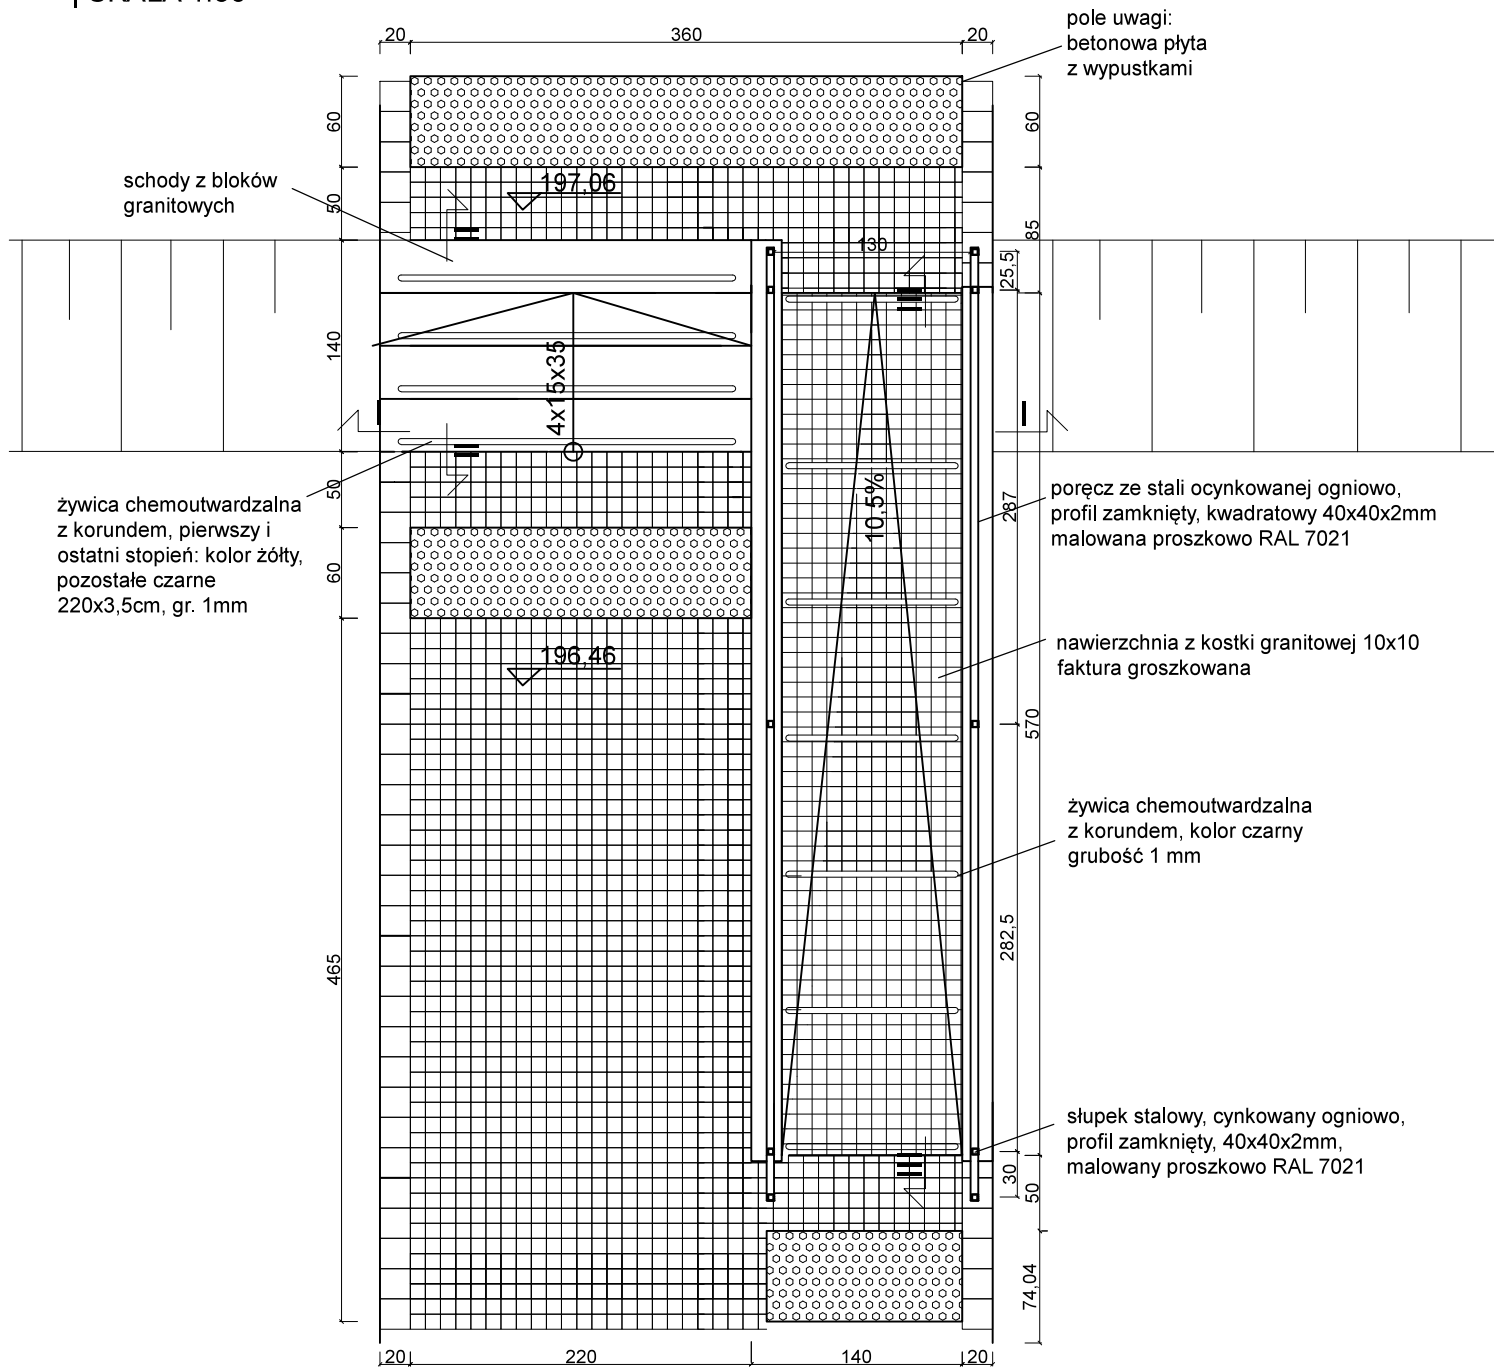 20
360
20
pole uwagi:
betonowa płyta
z wypustkami
60
60
schody z bloków
granitowych
50
197,06
85
130
25,5
140
4x15x35
50
żywica chemoutwardzalna
z korundem, pierwszy i
ostatni stopień: kolor żółty,
pozostałe czarne
220x3,5cm, gr. 1mm
10,5%
287
poręcz ze stali ocynkowanej ogniowo,
profil zamknięty, kwadratowy 40x40x2mm
malowana proszkowo RAL 7021
60
196,46
nawierzchnia z kostki granitowej 10x10
faktura groszkowana
570
żywica chemoutwardzalna
z korundem, kolor czarny
grubość 1 mm
465
282,5
słupek stalowy, cynkowany ogniowo,
profil zamknięty, 40x40x2mm,
malowany proszkowo RAL 7021
30
50
74,04
20
220
140
20